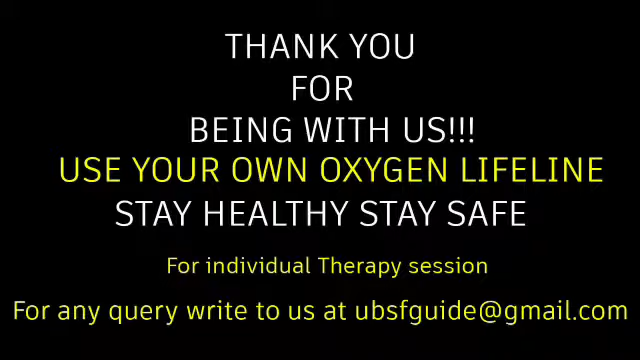 THANK YOU
FOR
BEING WITH US!!!
USE YOUR OWN OXYGEN LIFELINE
STAY HEALTHY STAY SAFE
For individual Therapy session
For any query write to us at ubsfguide@gmail.com